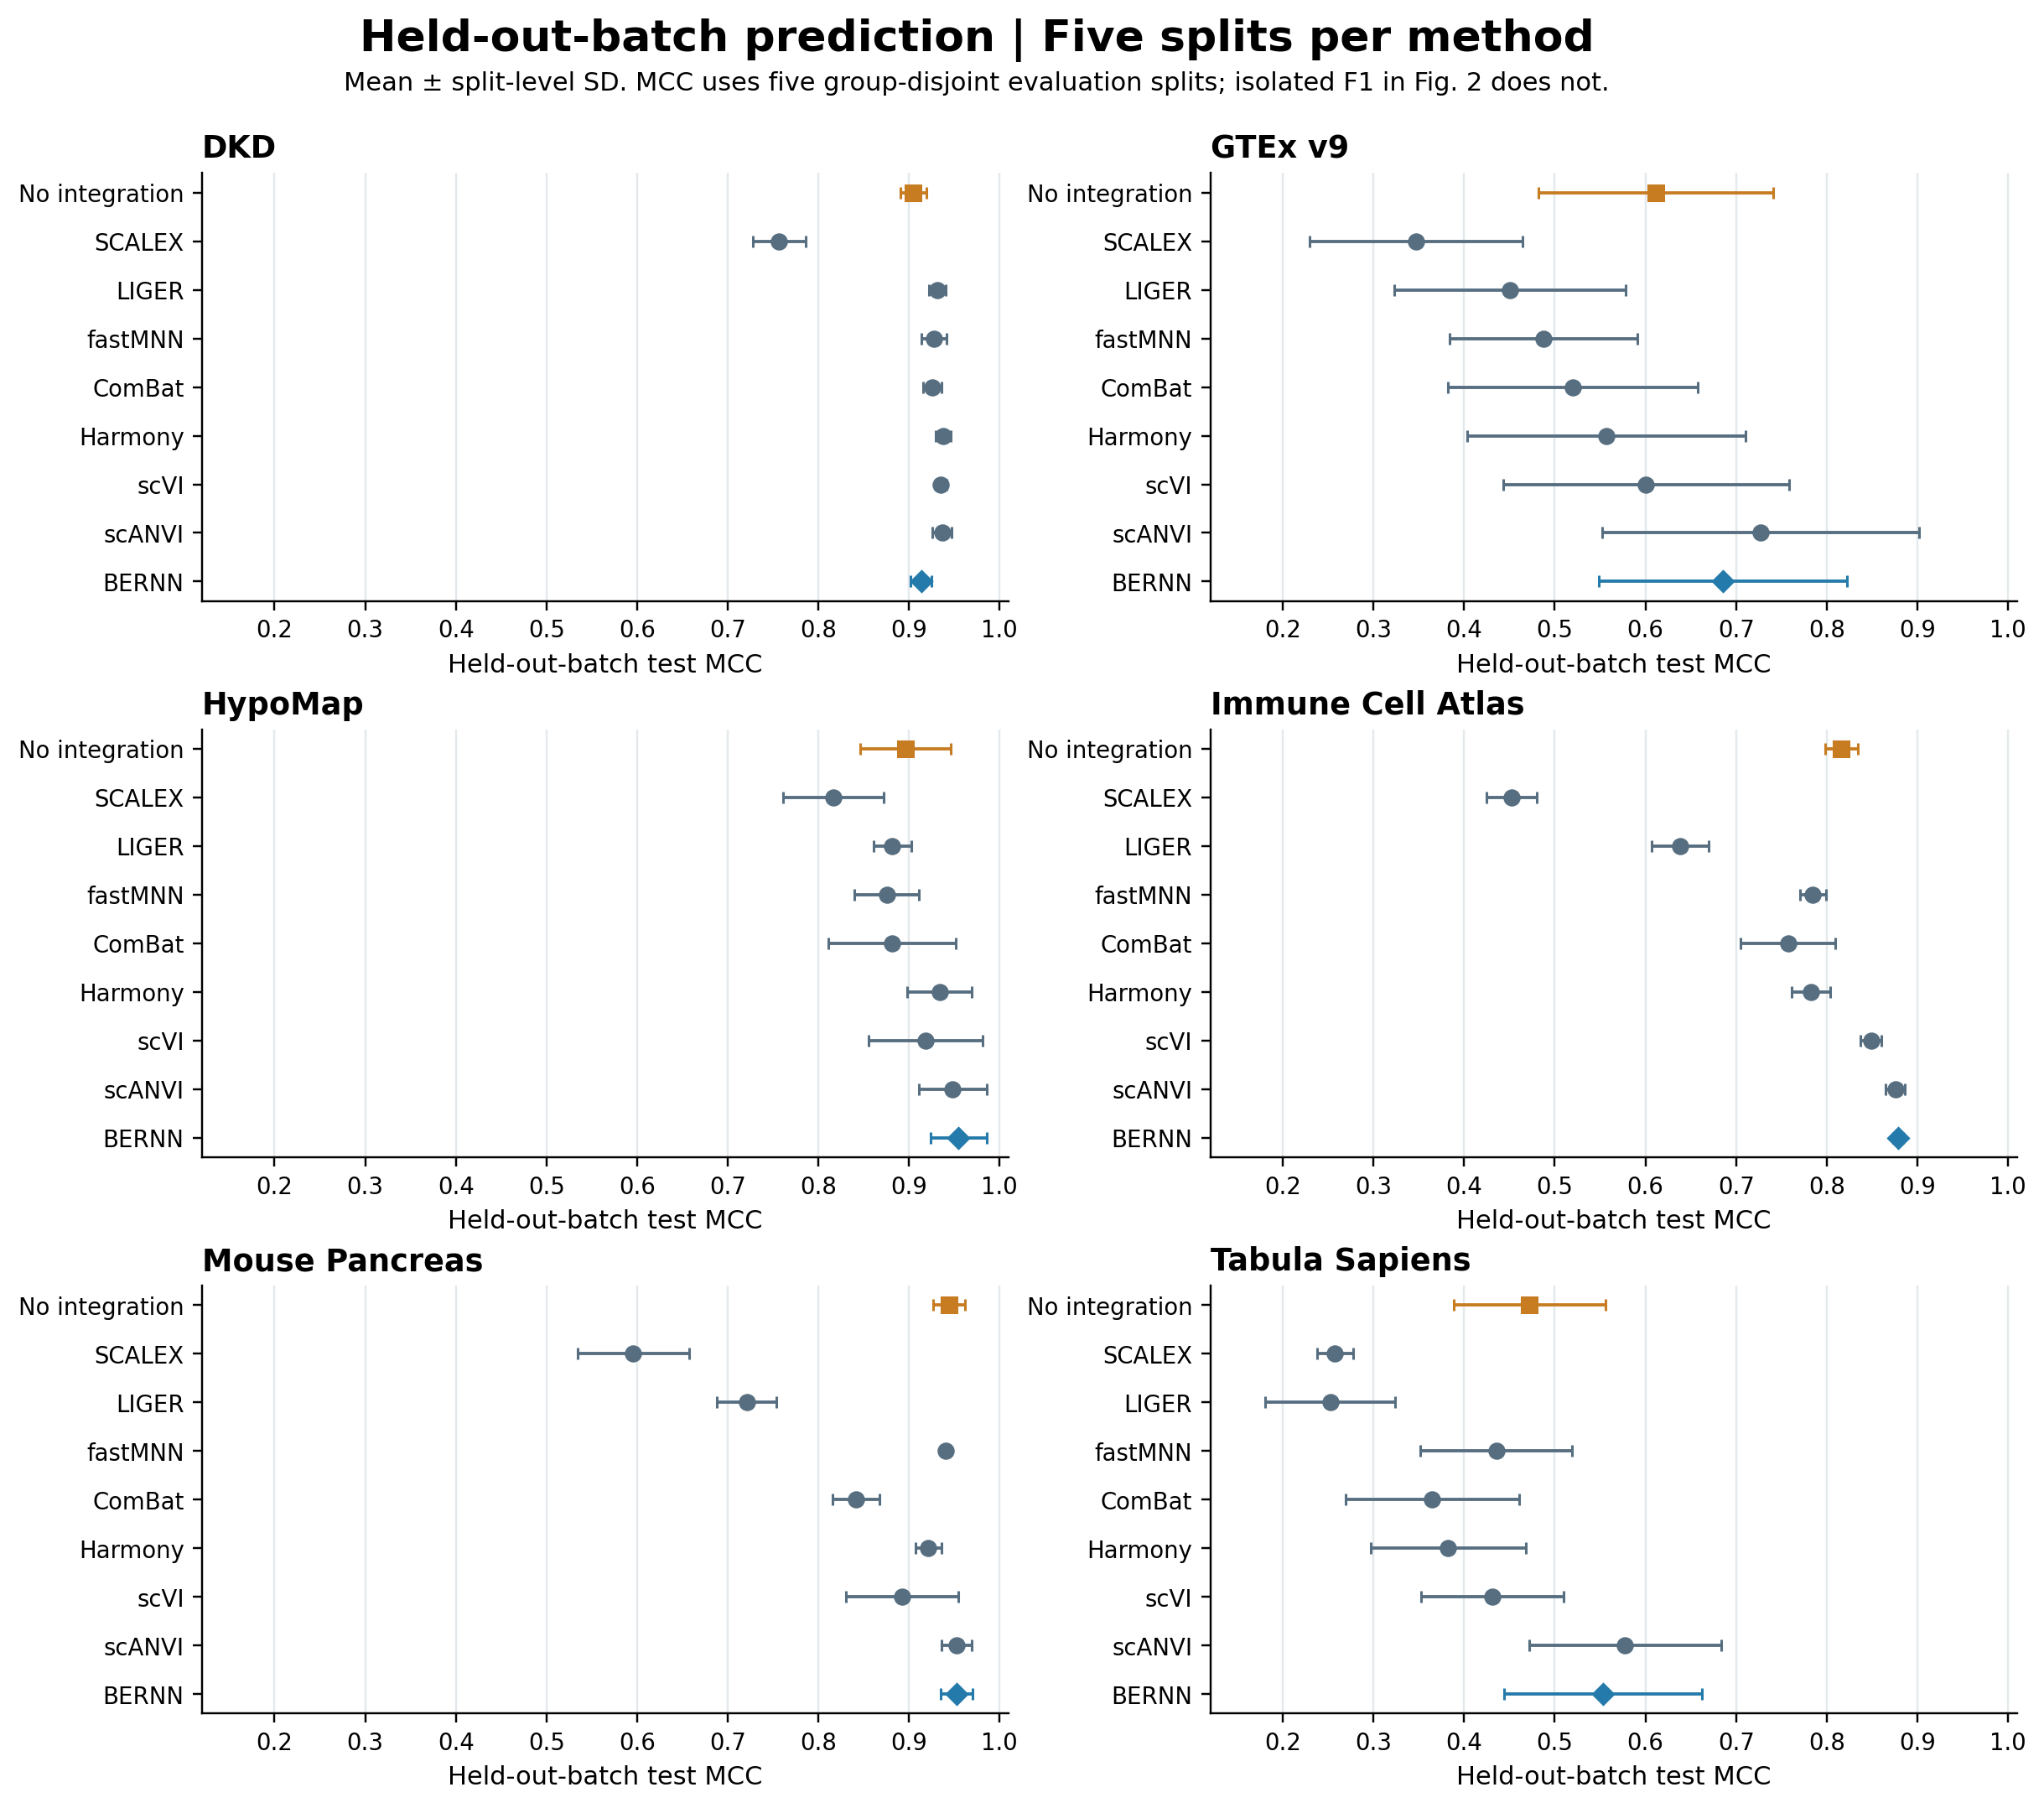 Held-out-batch prediction | Five splits per method
Mean ± split-level SD. MCC uses five group-disjoint evaluation splits; isolated F1 in Fig. 2 does not.
DKD
No integration
SCALEX
LIGER
fastMNN
ComBat
Harmony
scVI
scANVI
BERNN
0.2 0.3 0.4 0.5 0.6 0.7 0.8 0.9 1.0
Held-out-batch test MCC
GTEx v9
No integration
SCALEX
LIGER
fastMNN
ComBat
Harmony
scVI
scANVI
BERNN
0.2 0.3 0.4 0.5 0.6 0.7 0.8 0.9 1.0
Held-out-batch test MCC
HypoMap
No integration
SCALEX
LIGER
fastMNN
ComBat
Harmony
scVI
scANVI
BERNN
0.2 0.3 0.4 0.5 0.6 0.7 0.8 0.9 1.0
Held-out-batch test MCC
Immune Cell Atlas
No integration
SCALEX
LIGER
fastMNN
ComBat
Harmony
scVI
scANVI
BERNN
0.2 0.3 0.4 0.5 0.6 0.7 0.8 0.9 1.0
Held-out-batch test MCC
Mouse Pancreas
No integration
SCALEX
LIGER
fastMNN
ComBat
Harmony
scVI
scANVI
BERNN
0.2 0.3 0.4 0.5 0.6 0.7 0.8 0.9 1.0
Held-out-batch test MCC
Tabula Sapiens
No integration
SCALEX
LIGER
fastMNN
ComBat
Harmony
scVI
scANVI
BERNN
0.2 0.3 0.4 0.5 0.6 0.7 0.8 0.9 1.0
Held-out-batch test MCC